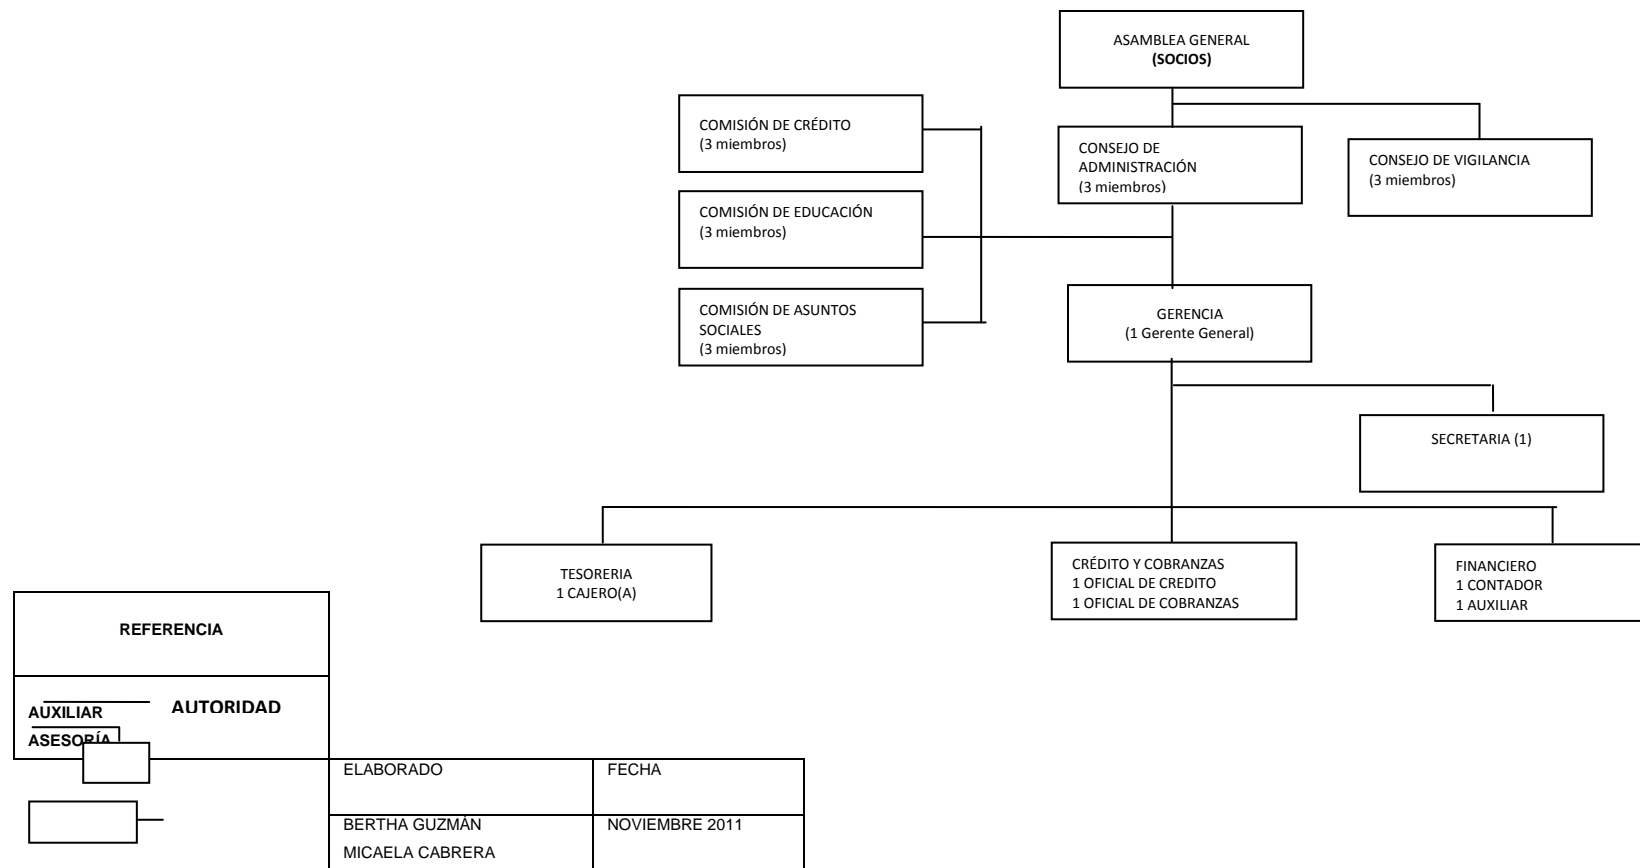 ASAMBLEA GENERAL
(SOCIOS)
COMISIÓN DE CRÉDITO
(3 miembros)
CONSEJO DE
ADMINISTRACIÓN
(3 miembros)
CONSEJO DE VIGILANCIA
(3 miembros)
COMISIÓN DE EDUCACIÓN
(3 miembros)
COMISIÓN DE ASUNTOS
SOCIALES
(3 miembros)
GERENCIA
(1 Gerente General)
SECRETARIA (1)
TESORERIA
1 CAJERO(A)
CRÉDITO Y COBRANZAS
1 OFICIAL DE CREDITO
1 OFICIAL DE COBRANZAS
FINANCIERO
1 CONTADOR
1 AUXILIAR
REFERENCIA
AUTORIDAD
AUXILIAR
ASESORÍA
ELABORADO
FECHA
BERTHA GUZMÁN
MICAELA CABRERA
NOVIEMBRE 2011